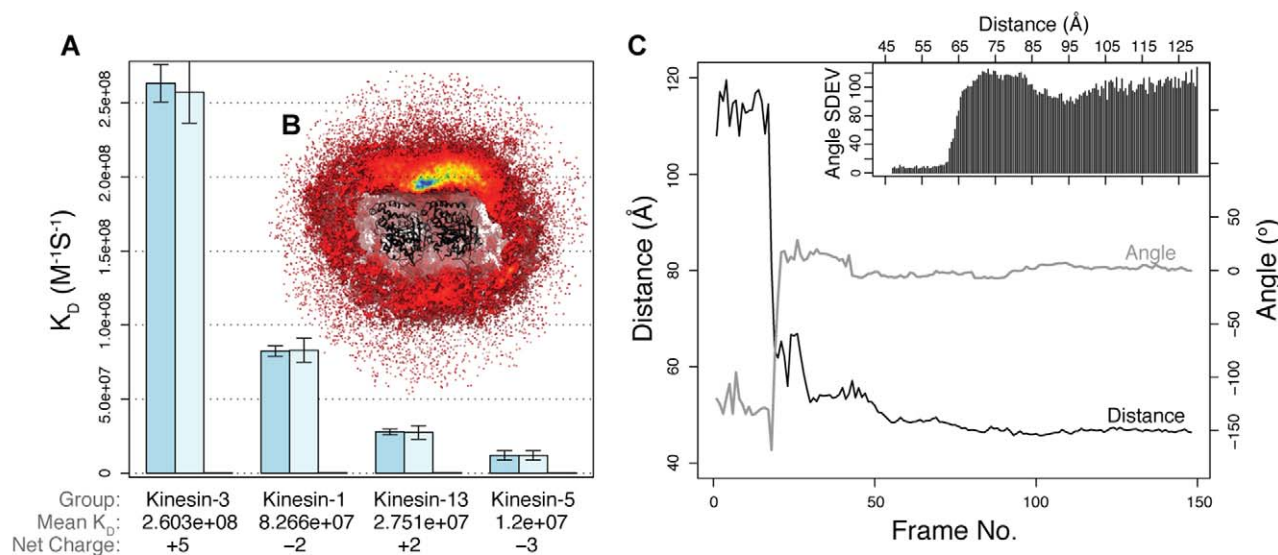 A
K_D (M⁻¹S⁻¹)
2.5e+08
2.0e+08
1.5e+08
1.0e+08
5.0e+07
0
B
Group: Kinesin-3 Kinesin-1 Kinesin-13 Kinesin-5
Mean K_D: 2.603e+08 8.266e+07 2.751e+07 1.2e+07
Net Charge: +5 −2 +2 −3
C
Distance (Å)
45 55 65 75 85 95 105 115 125
Angle SDEV
120
80
40
0
Distance (Å)
120
100
80
60
40
Angle
Distance
Angle (º)
50
0
−50
−100
−150
0 50 100 150
Frame No.